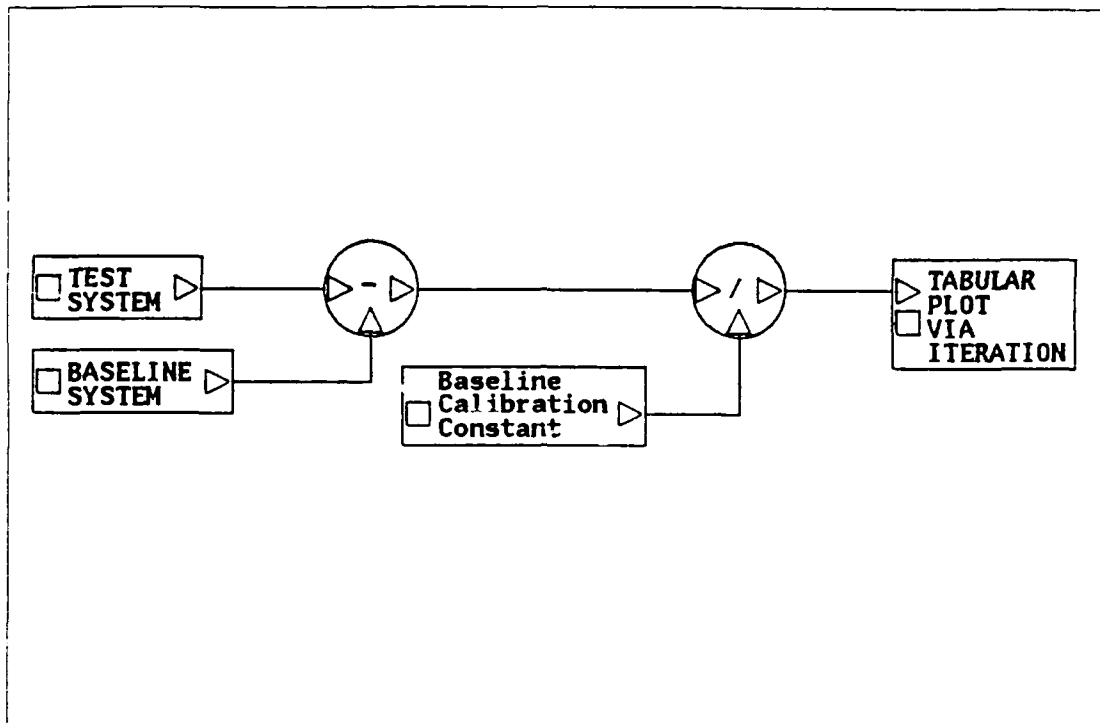 TEST
SYSTEM
-
/
TABULAR
PLOT
VIA
ITERATION
BASELINE
SYSTEM
Baseline
Calibration
Constant